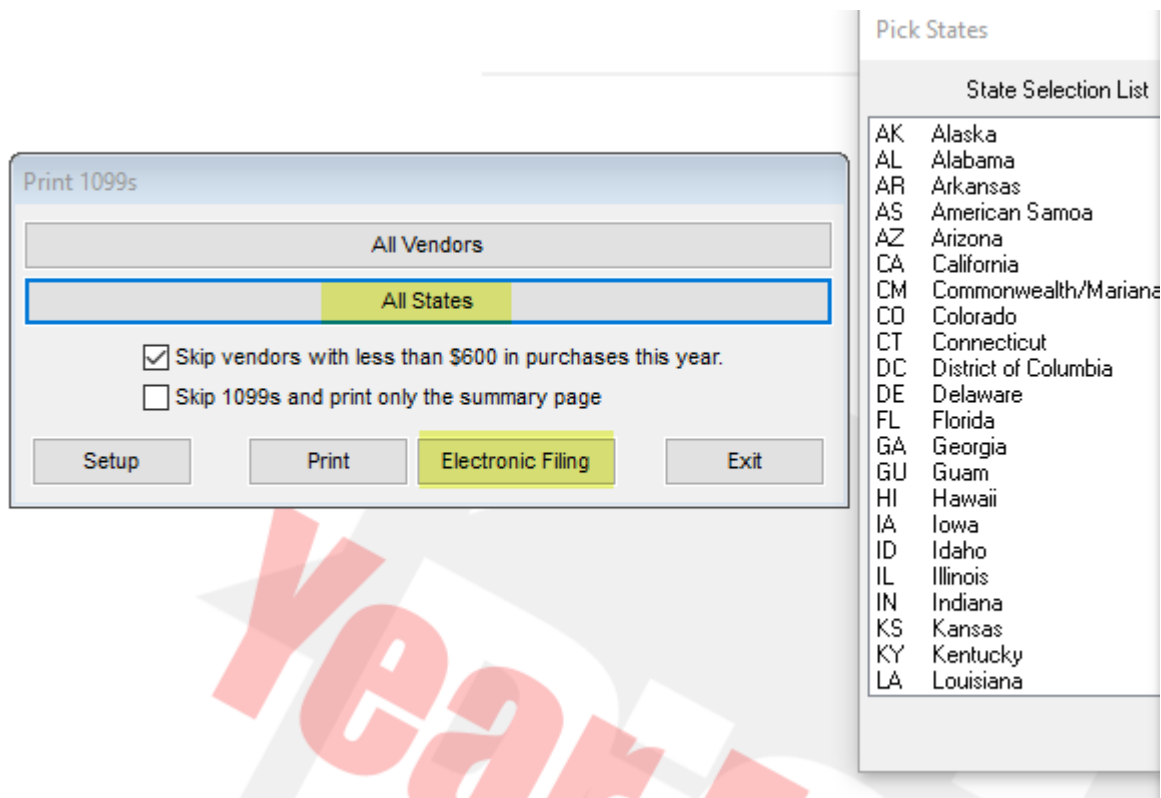 Pick States
State Selection List
AK Alaska
AL Alabama
AR Arkansas
AS American Samoa
AZ Arizona
CA California
CM Commonwealth/Mariana
CO Colorado
CT Connecticut
DC District of Columbia
DE Delaware
FL Florida
GA Georgia
GU Guam
HI Hawaii
IA Iowa
ID Idaho
IL Illinois
IN Indiana
KS Kansas
KY Kentucky
LA Louisiana
Print 1099s
All Vendors
All States
Skip vendors with less than $600 in purchases this year.
Skip 1099s and print only the summary page
Setup Print Electronic Filing Exit
Year